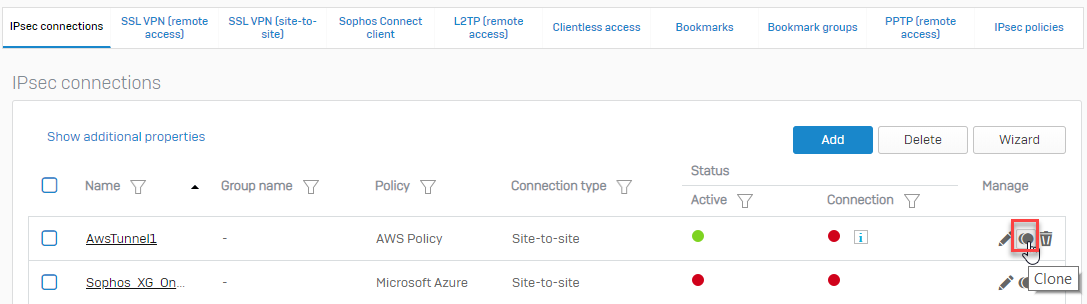 IPsec connections
SSL VPN (remote access)
SSL VPN (site-to-site)
Sophos Connect client
L2TP (remote access)
Clientless access
Bookmarks
Bookmark groups
PPTP (remote access)
IPsec policies
IPsec connections
Show additional properties
Add
Delete
Wizard
Name
Group name
Policy
Connection type
Status
Active
Connection
Manage
AwsTunnel1
-
AWS Policy
Site-to-site
i
Sophos_XG_On...
-
Microsoft Azure
Site-to-site
Clone